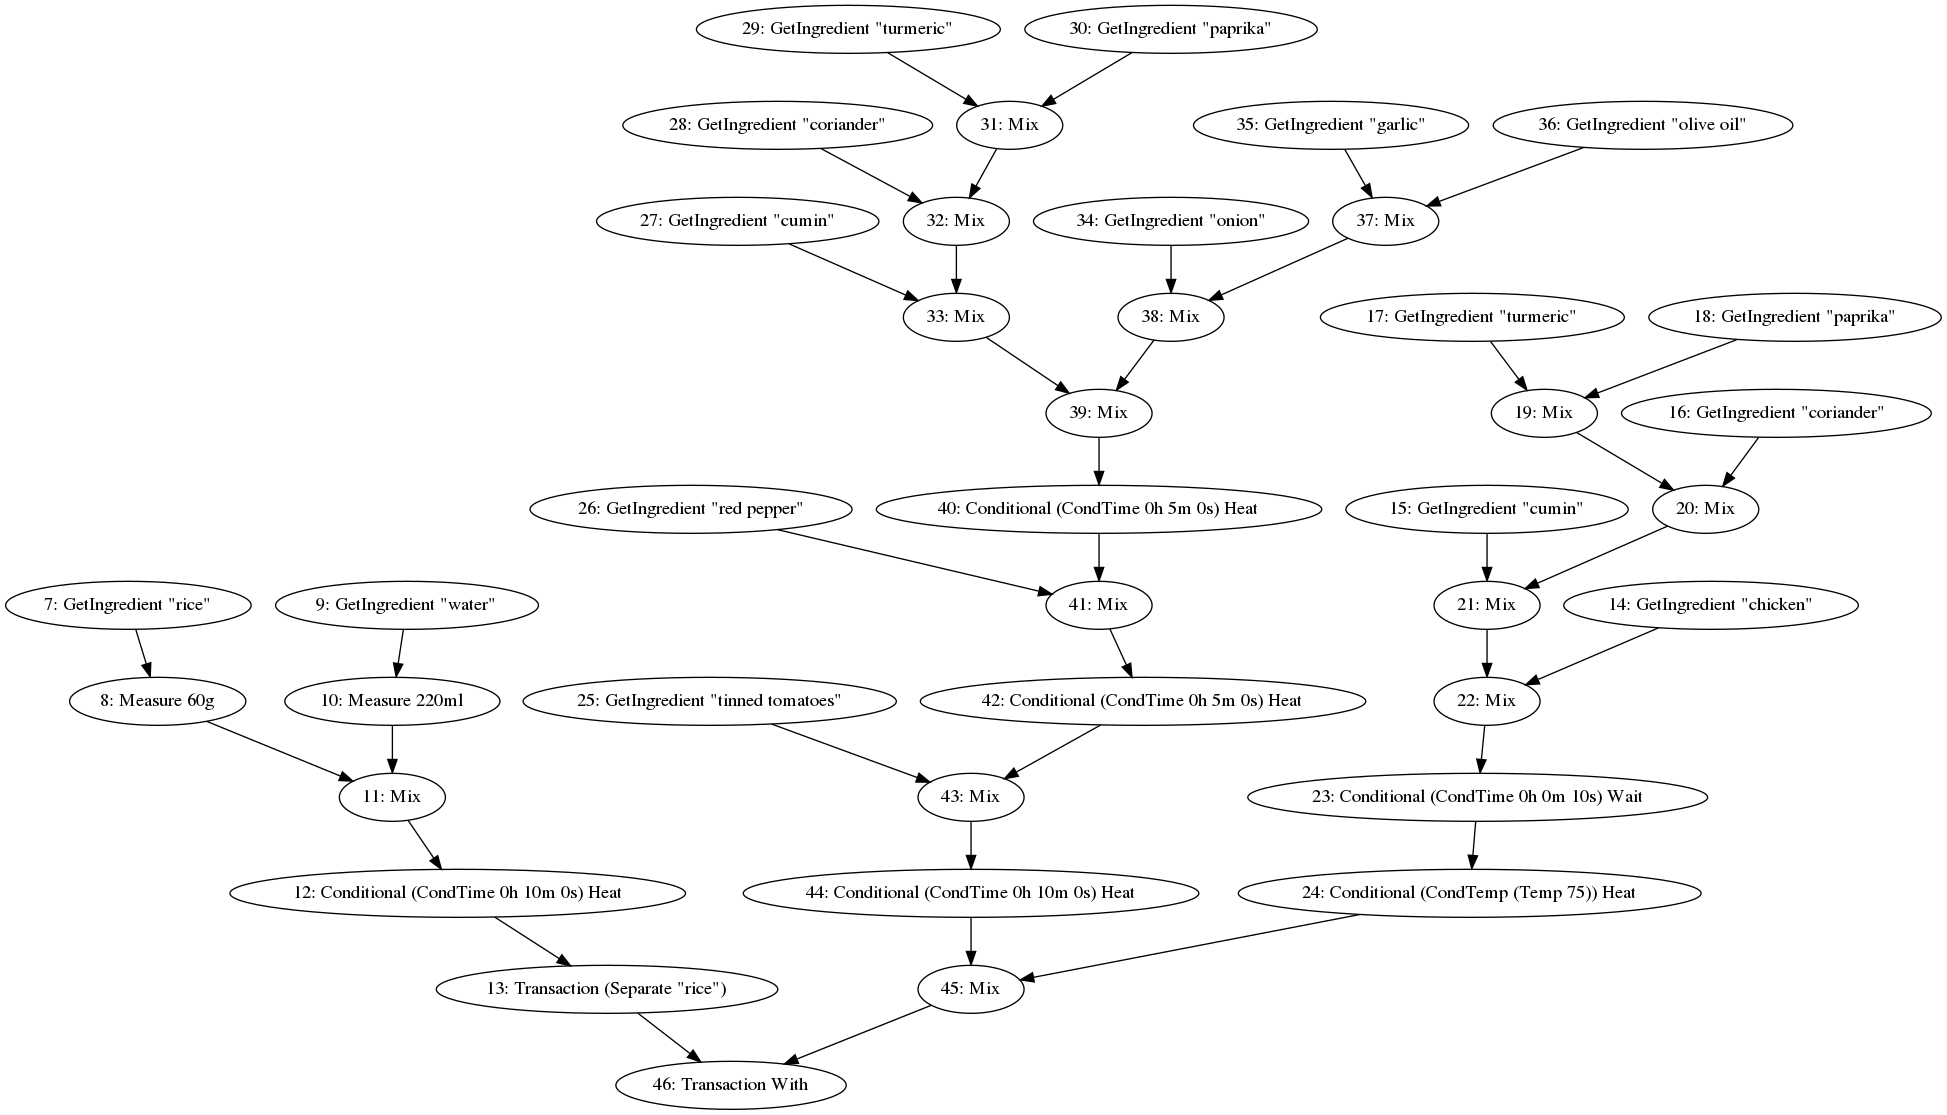 29: GetIngredient "turmeric"
30: GetIngredient "paprika"
28: GetIngredient "coriander"
31: Mix
35: GetIngredient "garlic"
36: GetIngredient "olive oil"
27: GetIngredient "cumin"
32: Mix
34: GetIngredient "onion"
37: Mix
33: Mix
38: Mix
17: GetIngredient "turmeric"
18: GetIngredient "paprika"
39: Mix
19: Mix
16: GetIngredient "coriander"
26: GetIngredient "red pepper"
40: Conditional (CondTime 0h 5m 0s) Heat
15: GetIngredient "cumin"
20: Mix
7: GetIngredient "rice"
9: GetIngredient "water"
41: Mix
21: Mix
14: GetIngredient "chicken"
8: Measure 60g
10: Measure 220ml
25: GetIngredient "tinned tomatoes"
42: Conditional (CondTime 0h 5m 0s) Heat
22: Mix
11: Mix
43: Mix
23: Conditional (CondTime 0h 0m 10s) Wait
12: Conditional (CondTime 0h 10m 0s) Heat
44: Conditional (CondTime 0h 10m 0s) Heat
24: Conditional (CondTemp (Temp 75)) Heat
13: Transaction (Separate "rice")
45: Mix
46: Transaction With